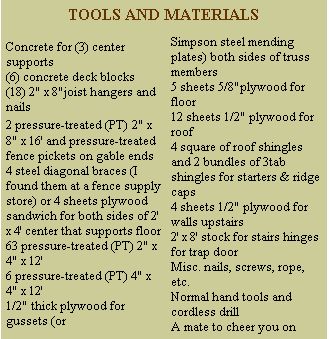 TOOLS AND MATERIALS
Concrete for (3) center
supports
(6) concrete deck blocks
(18) 2" x 8"joist hangers and
nails
2 pressure-treated (PT) 2" x
8" x 16' and pressure-treated
fence pickets on gable ends
4 steel diagonal braces (I
found them at a fence supply
store) or 4 sheets plywood
sandwich for both sides of 2'
x 4' center that supports floor
63 pressure-treated (PT) 2" x
4" x 12'
6 pressure-treated (PT) 4" x
4" x 12'
1/2" thick plywood for
gussets (or
Simpson steel mending
plates) both sides of truss
members
5 sheets 5/8"plywood for
floor
12 sheets 1/2" plywood for
roof
4 square of roof shingles
and 2 bundles of 3tab
shingles for starters & ridge
caps
4 sheets 1/2" plywood for
walls upstairs
2' x 8' stock for stairs hinges
for trap door
Misc. nails, screws, rope,
etc.
Normal hand tools and
cordless drill
A mate to cheer you on